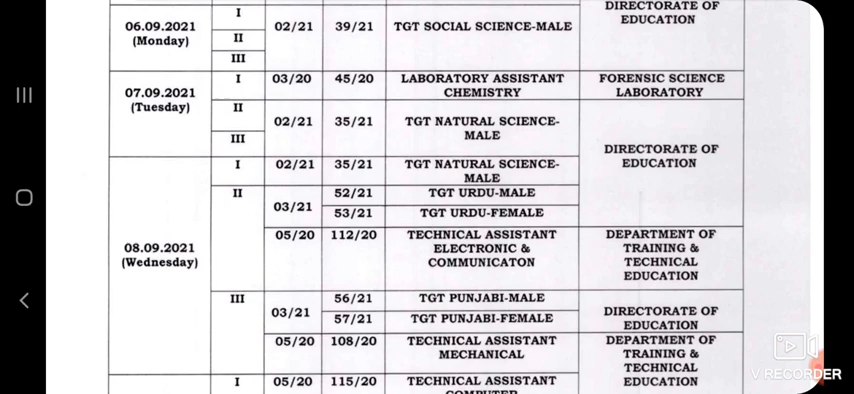 DIRECTORATE OF
EDUCATION
06.09.2021
(Monday)
I
II
III
02/21
39/21
TGT SOCIAL SCIENCE-MALE
07.09.2021
(Tuesday)
I
03/20
45/20
LABORATORY ASSISTANT
CHEMISTRY
FORENSIC SCIENCE
LABORATORY
II
III
02/21
35/21
TGT NATURAL SCIENCE-
MALE
DIRECTORATE OF
EDUCATION
08.09.2021
(Wednesday)
I
02/21
35/21
TGT NATURAL SCIENCE-
MALE
II
03/21
52/21
TGT URDU-MALE
53/21
TGT URDU-FEMALE
05/20
112/20
TECHNICAL ASSISTANT
ELECTRONIC &
COMMUNICATON
DEPARTMENT OF
TRAINING &
TECHNICAL
EDUCATION
III
03/21
56/21
TGT PUNJABI-MALE
57/21
TGT PUNJABI-FEMALE
DIRECTORATE OF
EDUCATION
05/20
108/20
TECHNICAL ASSISTANT
MECHANICAL
DEPARTMENT OF
TRAINING &
TECHNICAL
EDUCATION
I
05/20
115/20
TECHNICAL ASSISTANT
COMPUTER
V RECORDER